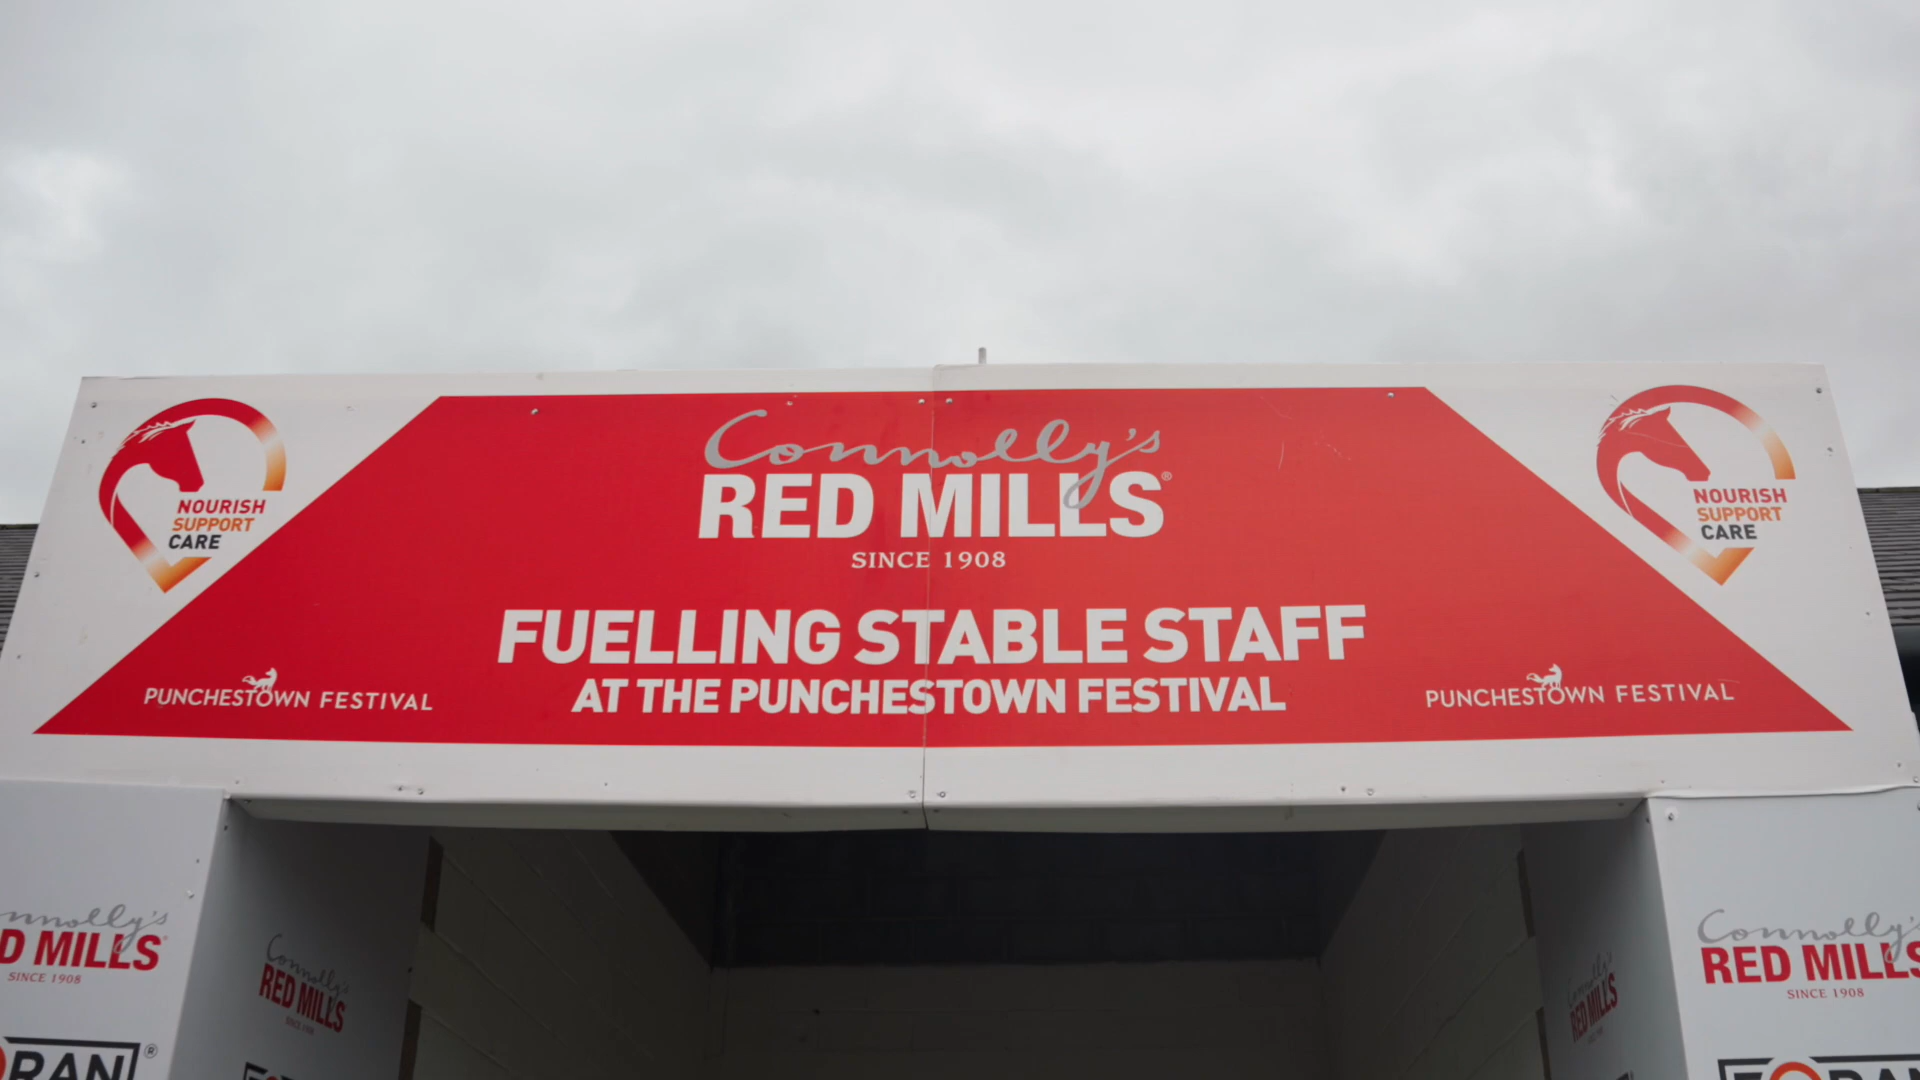 Connolly's
RED MILLS®
SINCE 1908
FUELLING STABLE STAFF
AT THE PUNCHESTOWN FESTIVAL
NOURISH
SUPPORT
CARE
PUNCHESTOWN FESTIVAL
NOURISH
SUPPORT
CARE
PUNCHESTOWN FESTIVAL
MILLS
SINCE 1908
Connolly's
RED MILLS
SINCE 1908
Connolly's
RED MILLS
Connolly's
RED MILLS
SINCE 1908